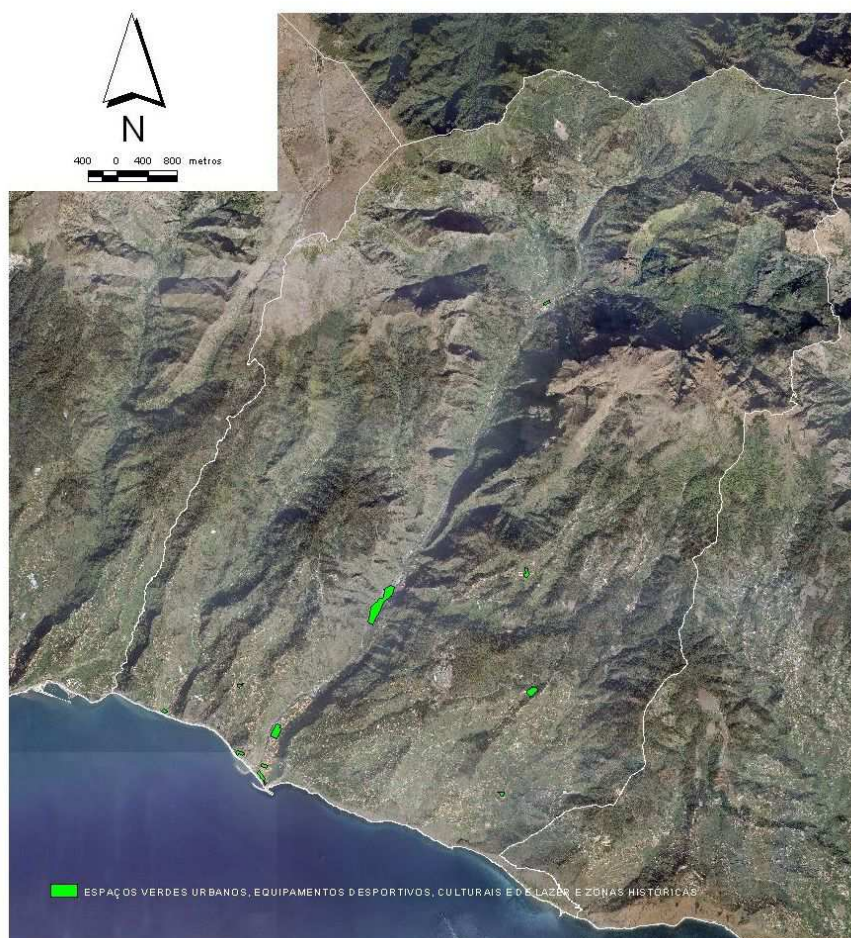 N
400 0 400 800 metros
ESPAÇOS VERDES URBANOS, EQUIPAMENTOS DESPORTIVOS, CULTURAIS E DE LAZER E ZONAS HISTÓRICAS